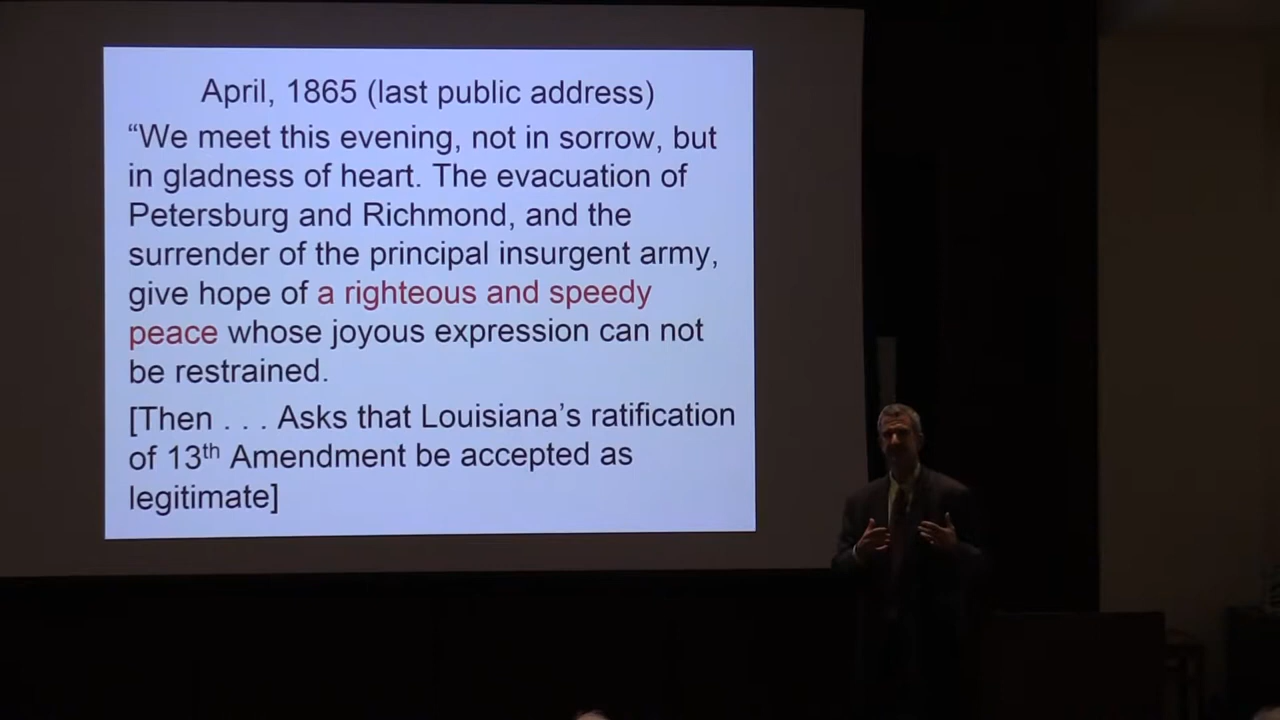 April, 1865 (last public address)
“We meet this evening, not in sorrow, but
in gladness of heart. The evacuation of
Petersburg and Richmond, and the
surrender of the principal insurgent army,
give hope of a righteous and speedy
peace whose joyous expression can not
be restrained.
[Then . . . Asks that Louisiana’s ratification
of 13th Amendment be accepted as
legitimate]